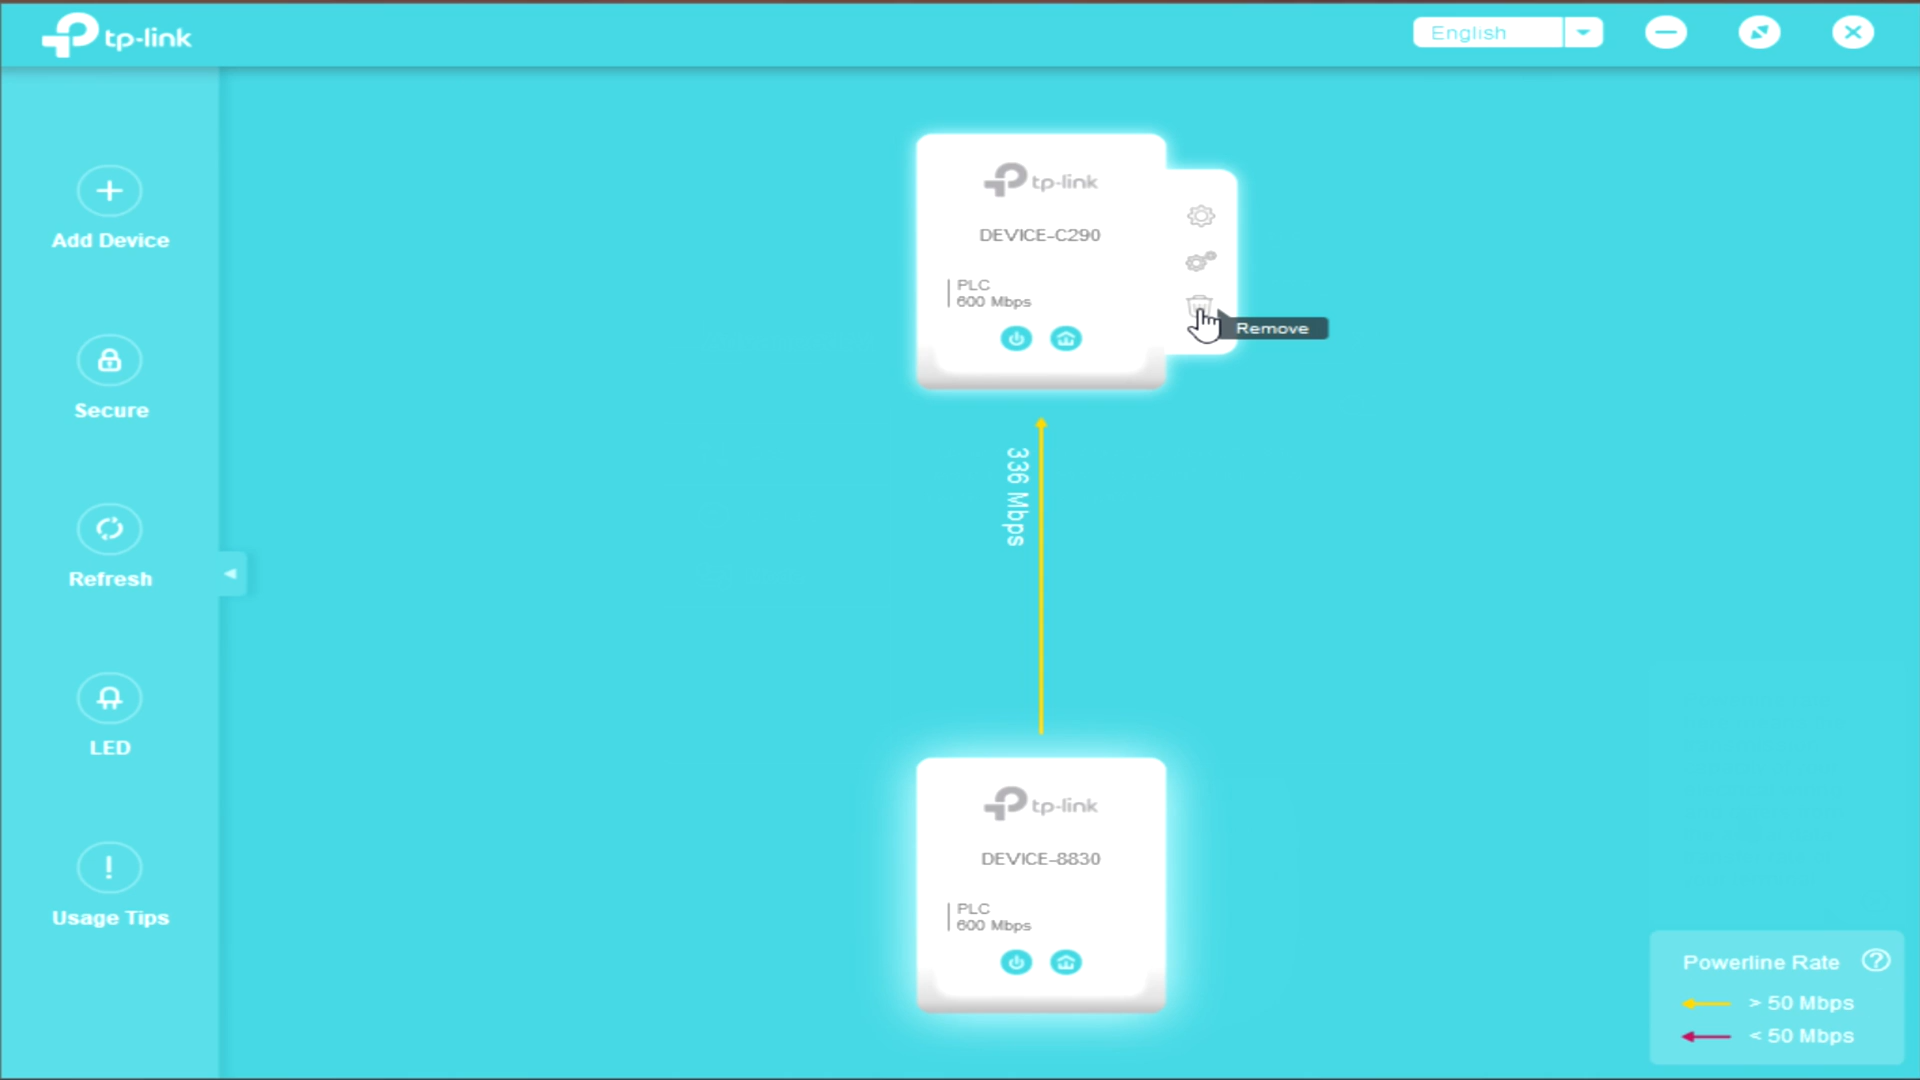 tp-link
English
Add Device
Secure
Refresh
LED
Usage Tips
tp-link
DEVICE-C290
PLC
600 Mbps
Remove
336 Mbps
tp-link
DEVICE-8830
PLC
600 Mbps
Powerline Rate ?
> 50 Mbps
< 50 Mbps